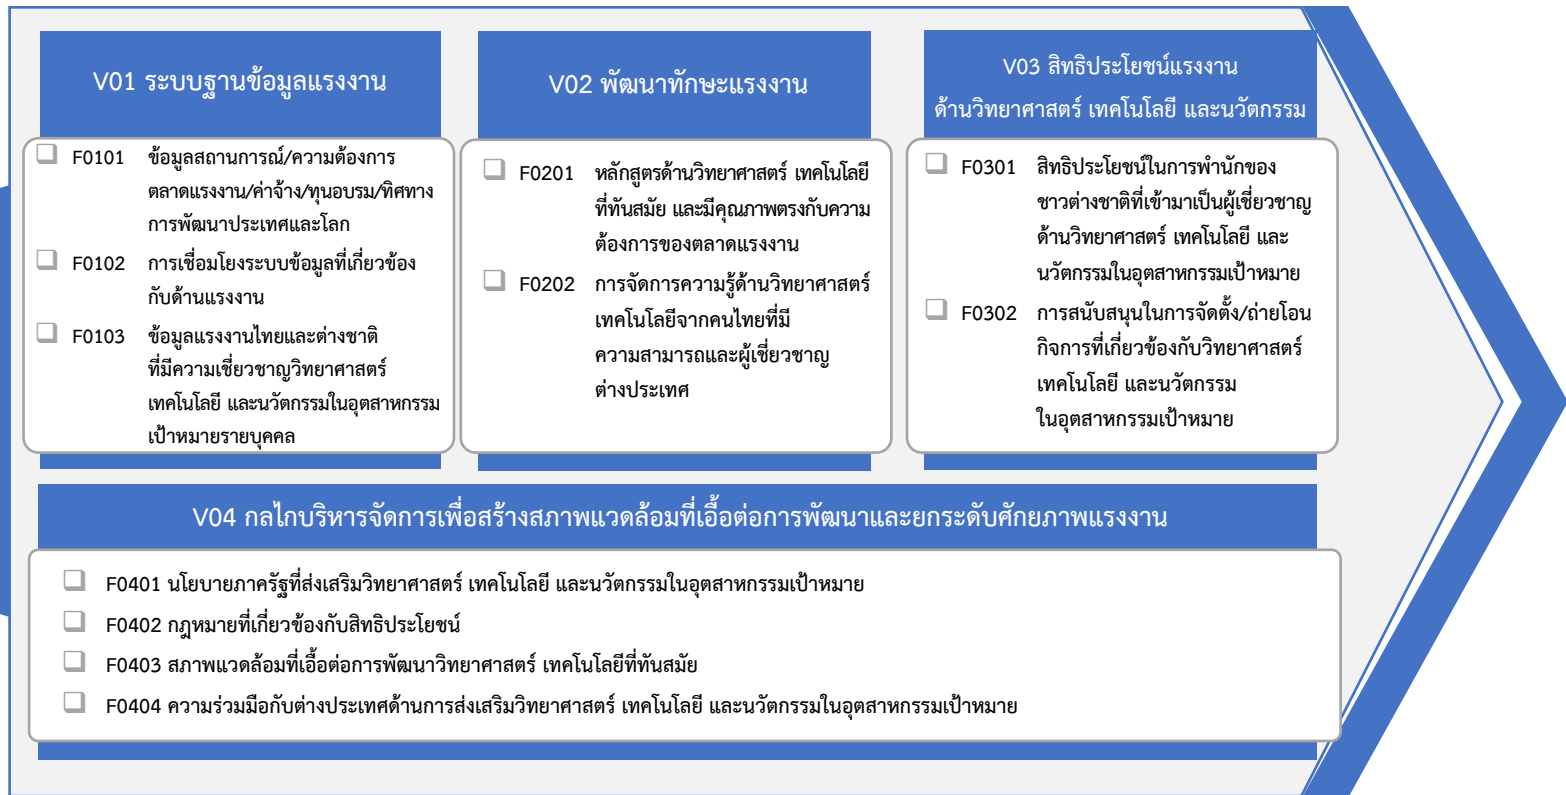 V01 ระบบฐานข้อมูลแรงงาน
F0101 ข้อมูลสถานการณ์/ความต้องการ
ตลาดแรงงาน/ค่าจ้าง/ทุนอบรม/ทิศทาง
การพัฒนาประเทศและโลก
F0102 การเชื่อมโยงระบบข้อมูลที่เกี่ยวข้อง
กับด้านแรงงาน
F0103 ข้อมูลแรงงานไทยและต่างชาติ
ที่มีความเชี่ยวชาญวิทยาศาสตร์
เทคโนโลยี และนวัตกรรมในอุตสาหกรรม
เป้าหมายรายบุคคล
V02 พัฒนาทักษะแรงงาน
F0201 หลักสูตรด้านวิทยาศาสตร์ เทคโนโลยี
ที่ทันสมัย และมีคุณภาพตรงกับความ
ต้องการของตลาดแรงงาน
F0202 การจัดการความรู้ด้านวิทยาศาสตร์
เทคโนโลยีจากคนไทยที่มี
ความสามารถและผู้เชี่ยวชาญ
ต่างประเทศ
V03 สิทธิประโยชน์แรงงาน
ด้านวิทยาศาสตร์ เทคโนโลยี และนวัตกรรม
F0301 สิทธิประโยชน์ในการพำนักของ
ชาวต่างชาติที่เข้ามาเป็นผู้เชี่ยวชาญ
ด้านวิทยาศาสตร์ เทคโนโลยี และ
นวัตกรรมในอุตสาหกรรมเป้าหมาย
F0302 การสนับสนุนในการจัดตั้ง/ถ่ายโอน
กิจการที่เกี่ยวข้องกับวิทยาศาสตร์
เทคโนโลยี และนวัตกรรม
ในอุตสาหกรรมเป้าหมาย
V04 กลไกบริหารจัดการเพื่อสร้างสภาพแวดล้อมที่เอื้อต่อการพัฒนาและยกระดับศักยภาพแรงงาน
F0401 นโยบายภาครัฐที่ส่งเสริมวิทยาศาสตร์ เทคโนโลยี และนวัตกรรมในอุตสาหกรรมเป้าหมาย
F0402 กฎหมายที่เกี่ยวข้องกับสิทธิประโยชน์
F0403 สภาพแวดล้อมที่เอื้อต่อการพัฒนาวิทยาศาสตร์ เทคโนโลยีที่ทันสมัย
F0404 ความร่วมมือกับต่างประเทศด้านการส่งเสริมวิทยาศาสตร์ เทคโนโลยี และนวัตกรรมในอุตสาหกรรมเป้าหมาย